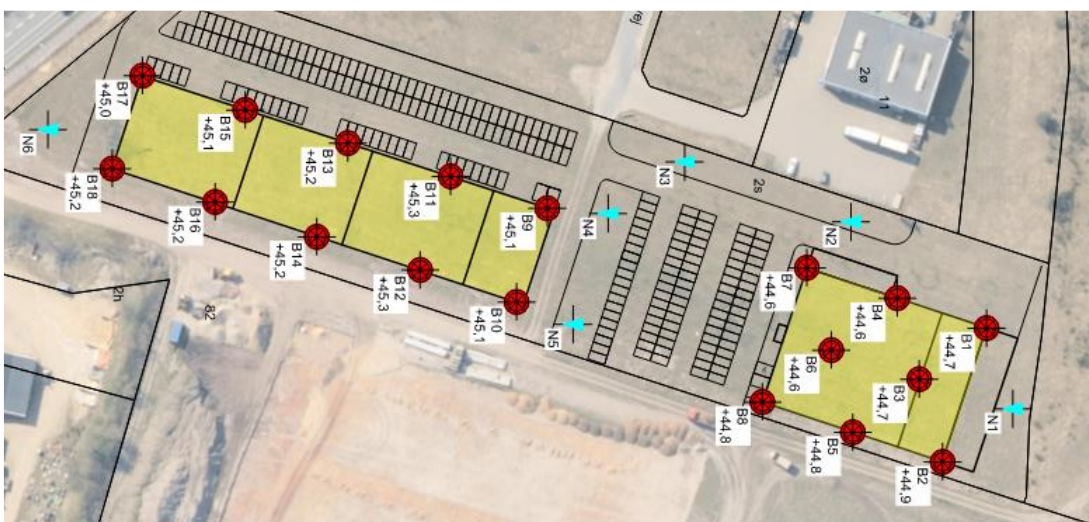 vej
2ø
11
B17
+45,0
B15
+45,1
B13
+45,2
B11
+45,3
B9
+45,1
N6
B18
+45,2
B16
+45,2
B14
+45,2
B12
+45,3
B10
+45,1
N3
2s
N4
N2
N5
B7
+44,6
B4
+44,6
B1
+44,7
B6
+44,6
B3
+44,7
B8
+44,8
B5
+44,8
B2
+44,9
N1
2h
82